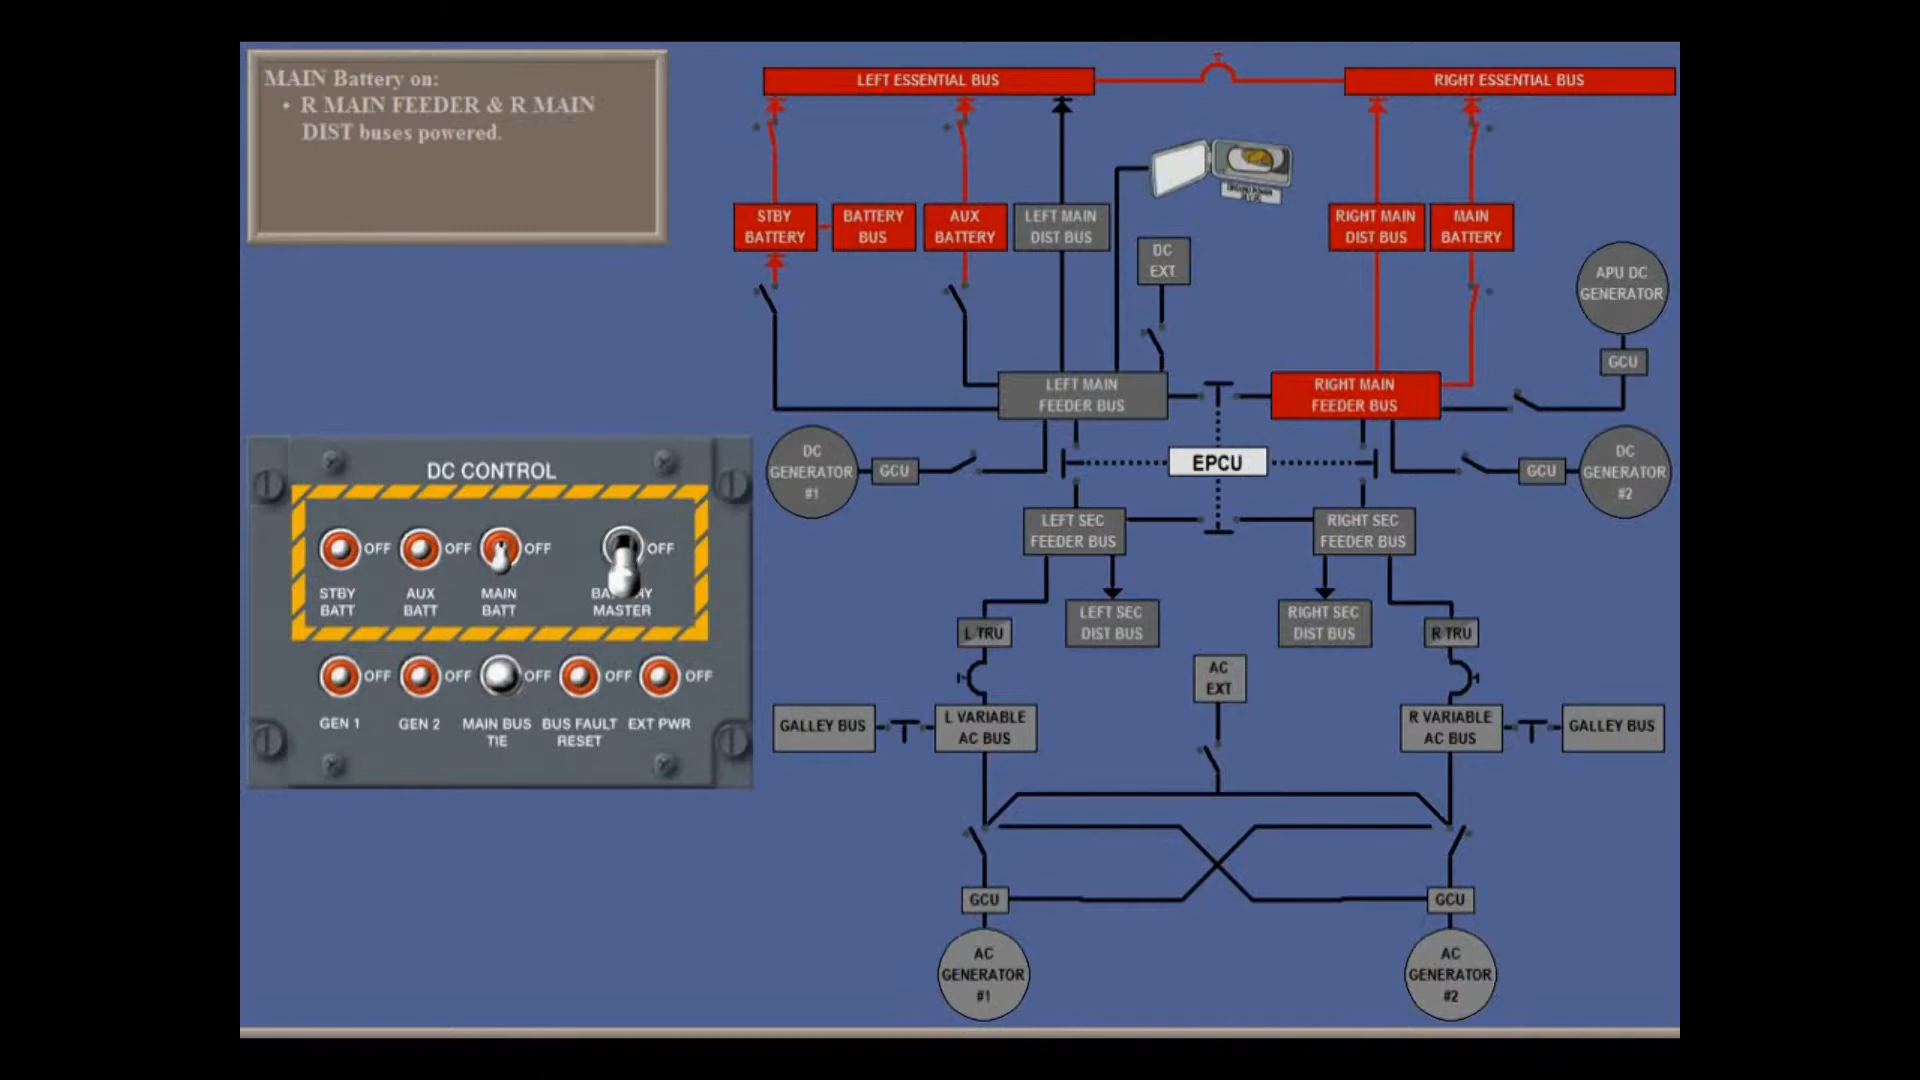 MAIN Battery on:
• R MAIN FEEDER & R MAIN
DIST buses powered.
LEFT ESSENTIAL BUS
RIGHT ESSENTIAL BUS
STBY
BATTERY
BATTERY
BUS
AUX
BATTERY
LEFT MAIN
DIST BUS
RIGHT MAIN
DIST BUS
MAIN
BATTERY
DC
EXT
APU DC
GENERATOR
GCU
LEFT MAIN
FEEDER BUS
RIGHT MAIN
FEEDER BUS
DC
GENERATOR
#1
GCU
EPCU
GCU
DC
GENERATOR
#2
LEFT SEC
FEEDER BUS
RIGHT SEC
FEEDER BUS
L TRU
LEFT SEC
DIST BUS
RIGHT SEC
DIST BUS
R TRU
AC
EXT
GALLEY BUS
L VARIABLE
AC BUS
R VARIABLE
AC BUS
GALLEY BUS
GCU
GCU
AC
GENERATOR
#1
AC
GENERATOR
#2
DC CONTROL
OFF OFF OFF OFF
STBY
BATT
AUX
BATT
MAIN
BATT
MASTER
OFF OFF OFF OFF OFF
GEN 1
GEN 2
MAIN BUS
TIE
BUS FAULT
RESET
EXT PWR